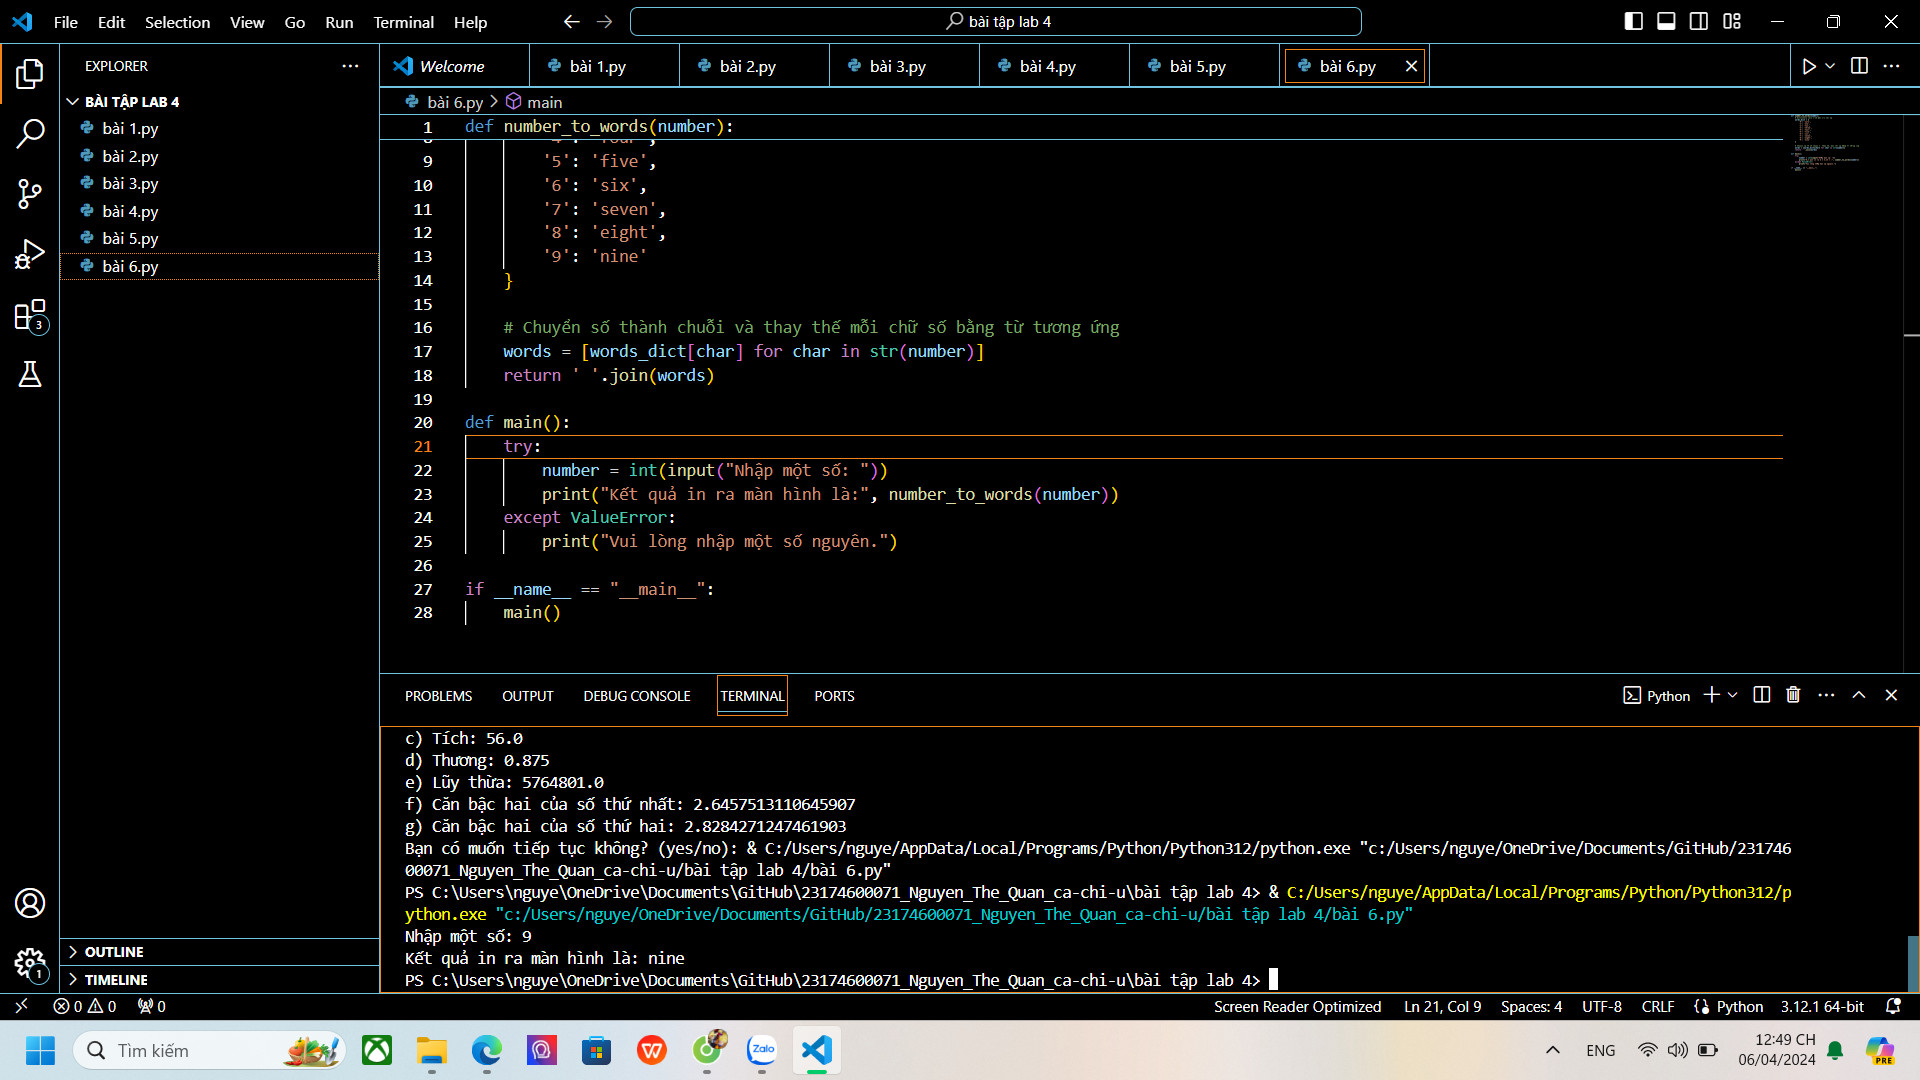 File Edit Selection View Go Run Terminal Help
bài tập lab 4
EXPLORER
BÀI TẬP LAB 4
bài 1.py
bài 2.py
bài 3.py
bài 4.py
bài 5.py
bài 6.py
3
1
OUTLINE
TIMELINE
Welcome bài 1.py bài 2.py bài 3.py bài 4.py bài 5.py bài 6.py
bài 6.py > main
1 def number_to_words(number):
9 '5': 'five',
10 '6': 'six',
11 '7': 'seven',
12 '8': 'eight',
13 '9': 'nine'
14 }
15
16 # Chuyển số thành chuỗi và thay thế mỗi chữ số bằng từ tương ứng
17 words = [words_dict[char] for char in str(number)]
18 return ' '.join(words)
19
20 def main():
21 try:
22 number = int(input("Nhập một số: "))
23 print("Kết quả in ra màn hình là:", number_to_words(number))
24 except ValueError:
25 print("Vui lòng nhập một số nguyên.")
26
27 if __name__ == "__main__":
28 main()
PROBLEMS OUTPUT DEBUG CONSOLE TERMINAL PORTS
Python
c) Tích: 56.0
d) Thương: 0.875
e) Lũy thừa: 5764801.0
f) Căn bậc hai của số thứ nhất: 2.6457513110645907
g) Căn bậc hai của số thứ hai: 2.8284271247461903
Bạn có muốn tiếp tục không? (yes/no): & C:/Users/nguye/AppData/Local/Programs/Python/Python312/python.exe "c:/Users/nguye/OneDrive/Documents/GitHub/231746
00071_Nguyen_The_Quan_ca-chi-u/bài tập lab 4/bài 6.py"
PS C:\Users\nguye\OneDrive\Documents\GitHub\23174600071_Nguyen_The_Quan_ca-chi-u\bài tập lab 4> & C:/Users/nguye/AppData/Local/Programs/Python/Python312/p
ython.exe "c:/Users/nguye/OneDrive/Documents/GitHub/23174600071_Nguyen_The_Quan_ca-chi-u/bài tập lab 4/bài 6.py"
Nhập một số: 9
Kết quả in ra màn hình là: nine
PS C:\Users\nguye\OneDrive\Documents\GitHub\23174600071_Nguyen_The_Quan_ca-chi-u\bài tập lab 4>
0 0 0 Screen Reader Optimized Ln 21, Col 9 Spaces: 4 UTF-8 CRLF Python 3.12.1 64-bit
Tìm kiếm
Zalo
ENG
12:49 CH
06/04/2024
PRE